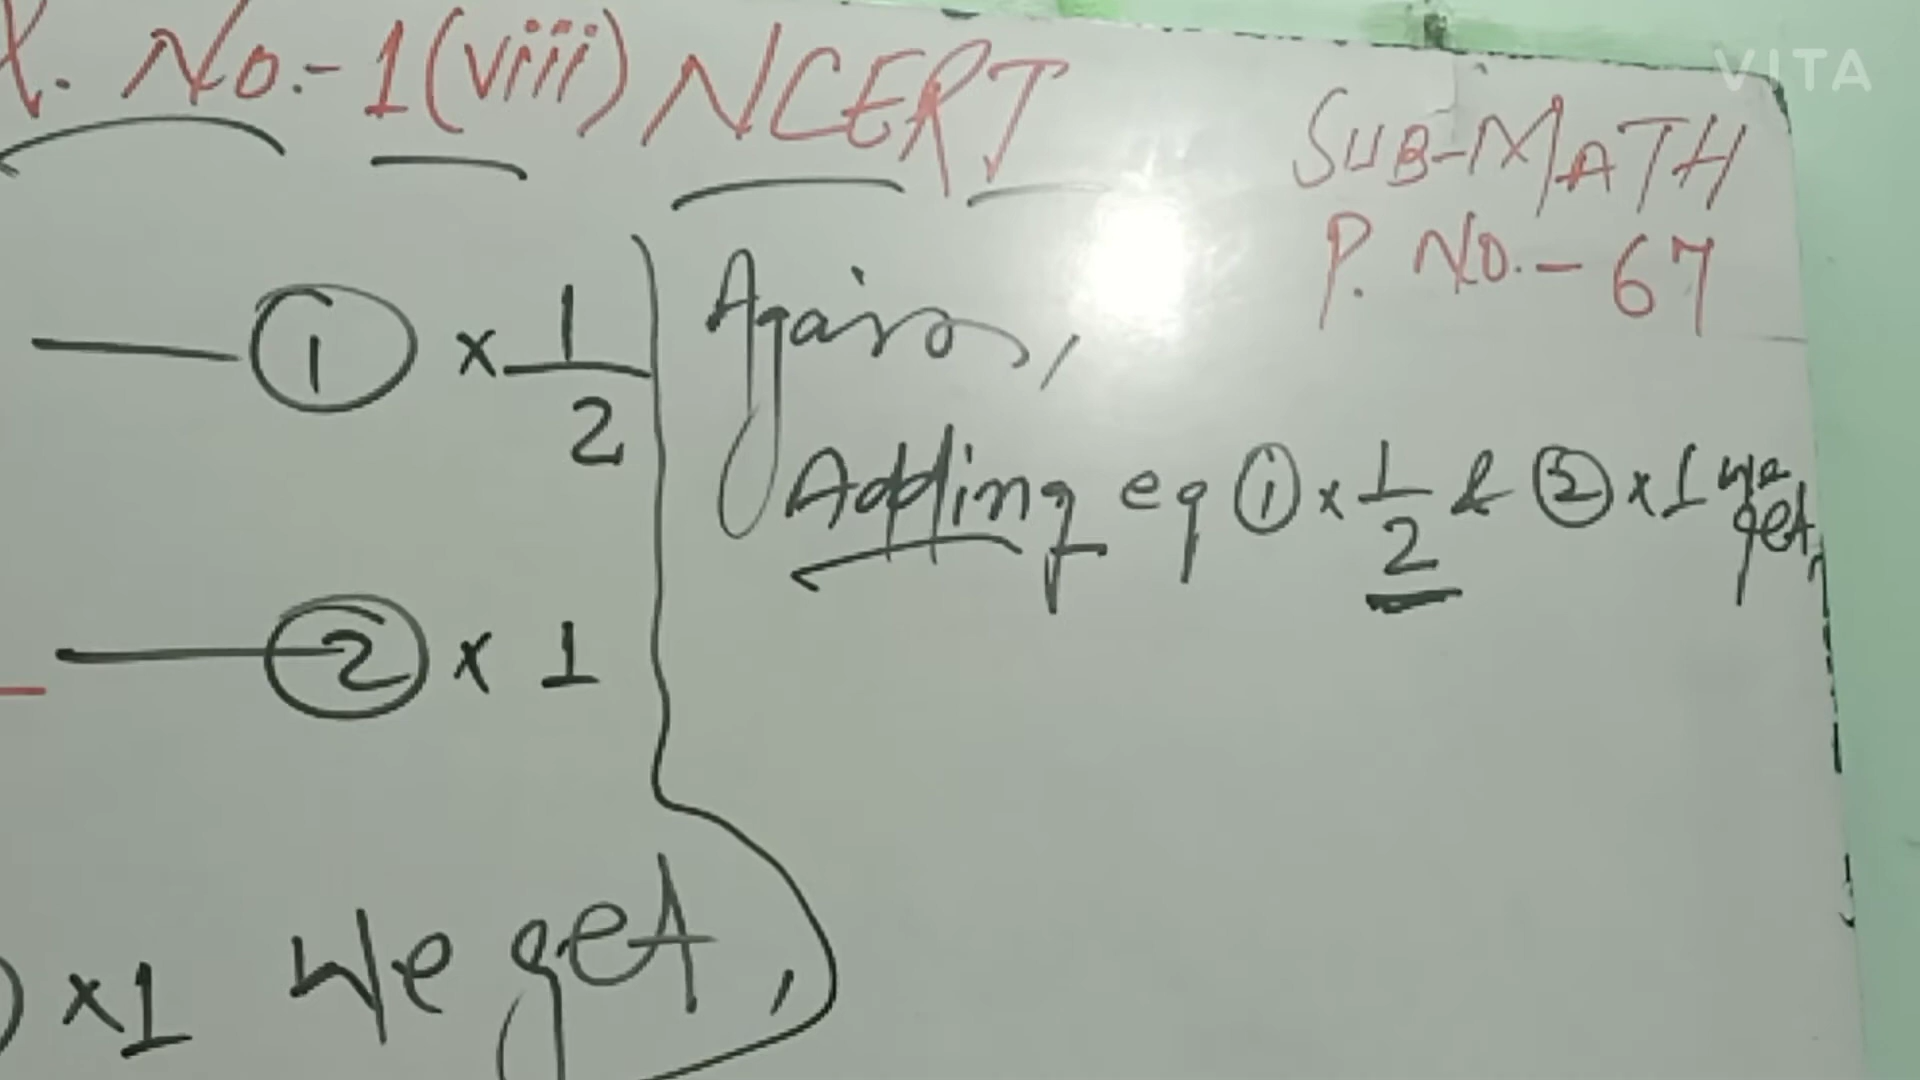 . No.-1(viii) NCERT
VITA
SUB-MATH
P. No.-67
① × 1/2
Again,
Adding eq ① × 1/2 & ② × 1 we get,
② × 1
) ×1 We get,